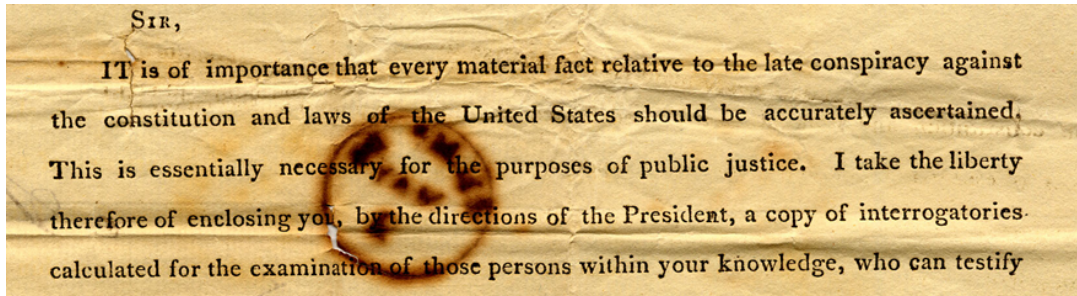 SIR,
IT is of importance that every material fact relative to the late conspiracy against
the constitution and laws of the United States should be accurately ascertained.
This is essentially necessary for the purposes of public justice. I take the liberty
therefore of enclosing you, by the directions of the President, a copy of interrogatories
calculated for the examination of those persons within your knowledge, who can testify